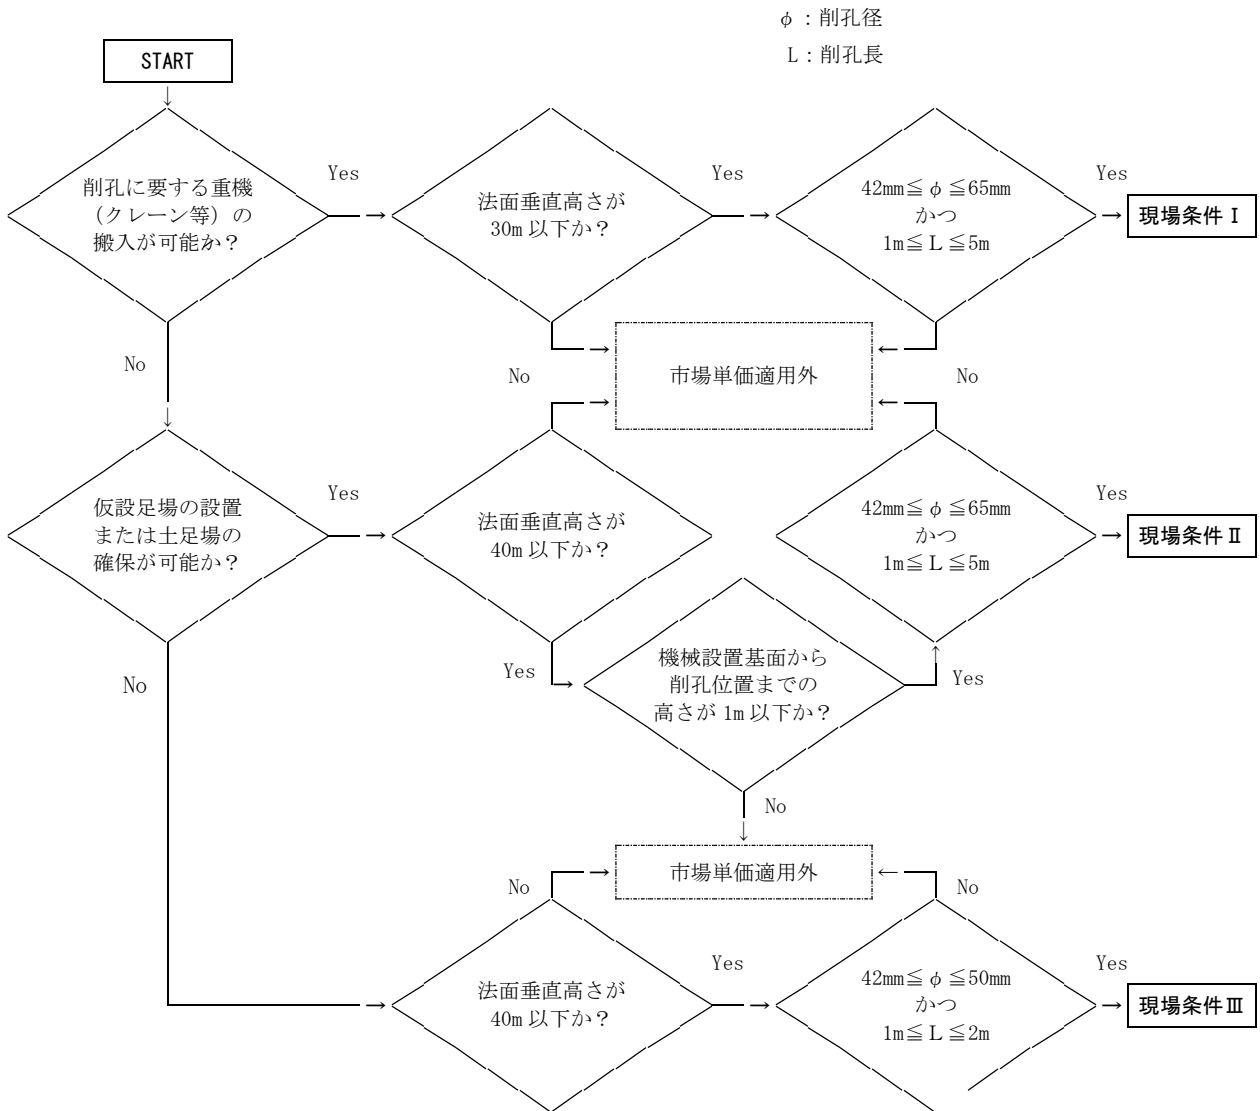 φ：削孔径
L：削孔長
START
削孔に要する重機
（クレーン等）の
搬入が可能か？
Yes
法面垂直高さが
30m 以下か？
Yes
42mm≦φ≦65mm
かつ
1m≦L≦5m
Yes
現場条件Ⅰ
No
No
市場単価適用外
No
仮設足場の設置
または土足場の
確保が可能か？
Yes
法面垂直高さが
40m 以下か？
42mm≦φ≦65mm
かつ
1m≦L≦5m
Yes
現場条件Ⅱ
No
Yes
機械設置基面から
削孔位置までの
高さが 1m 以下か？
Yes
No
No
市場単価適用外
No
法面垂直高さが
40m 以下か？
Yes
42mm≦φ≦50mm
かつ
1m≦L≦2m
Yes
現場条件Ⅲ